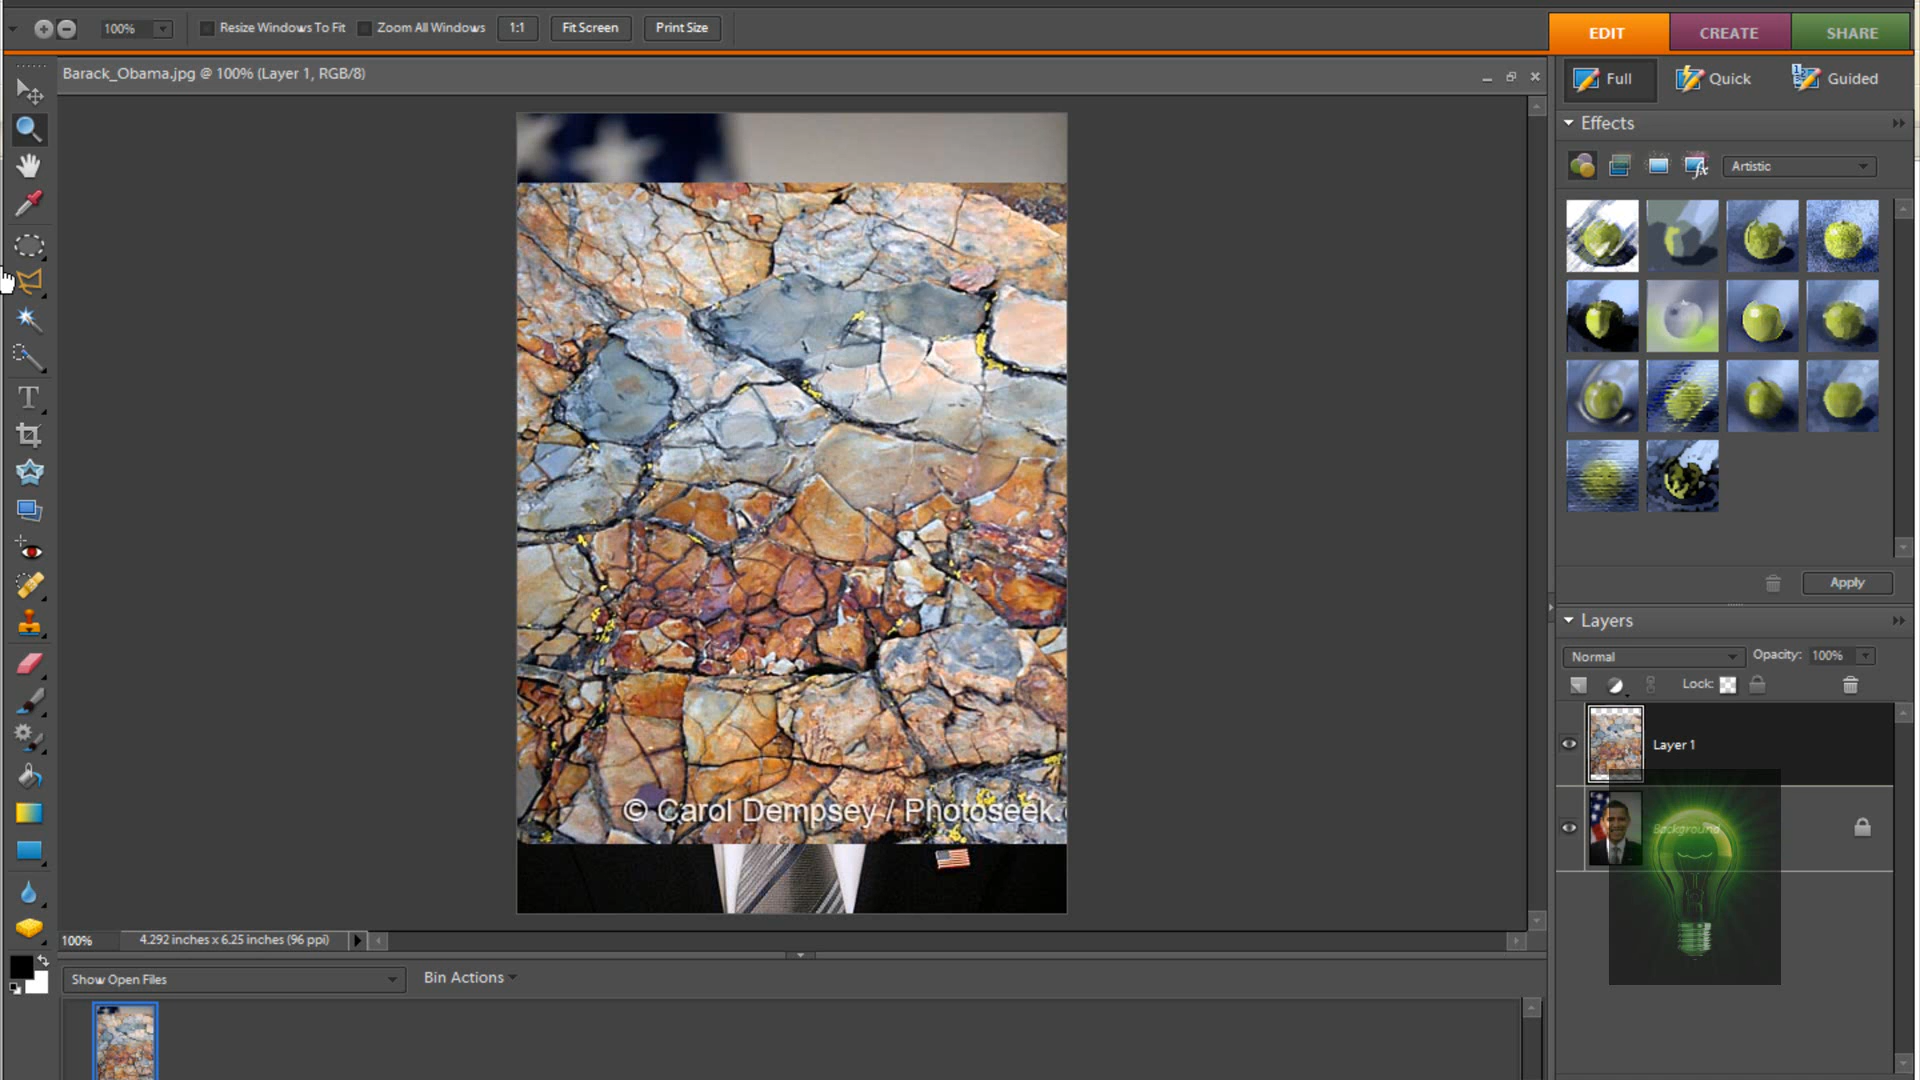 100%
Resize Windows To Fit
Zoom All Windows
1:1
Fit Screen
Print Size
EDIT
CREATE
SHARE
Barack_Obama.jpg @ 100% (Layer 1, RGB/8)
Full
Quick
Guided
Effects
Artistic
Apply
Layers
Normal
Opacity: 100%
Lock:
Layer 1
Background
© Carol Dempsey / Photoseek.
100%
4.292 inches x 6.25 inches (96 ppi)
Show Open Files
Bin Actions